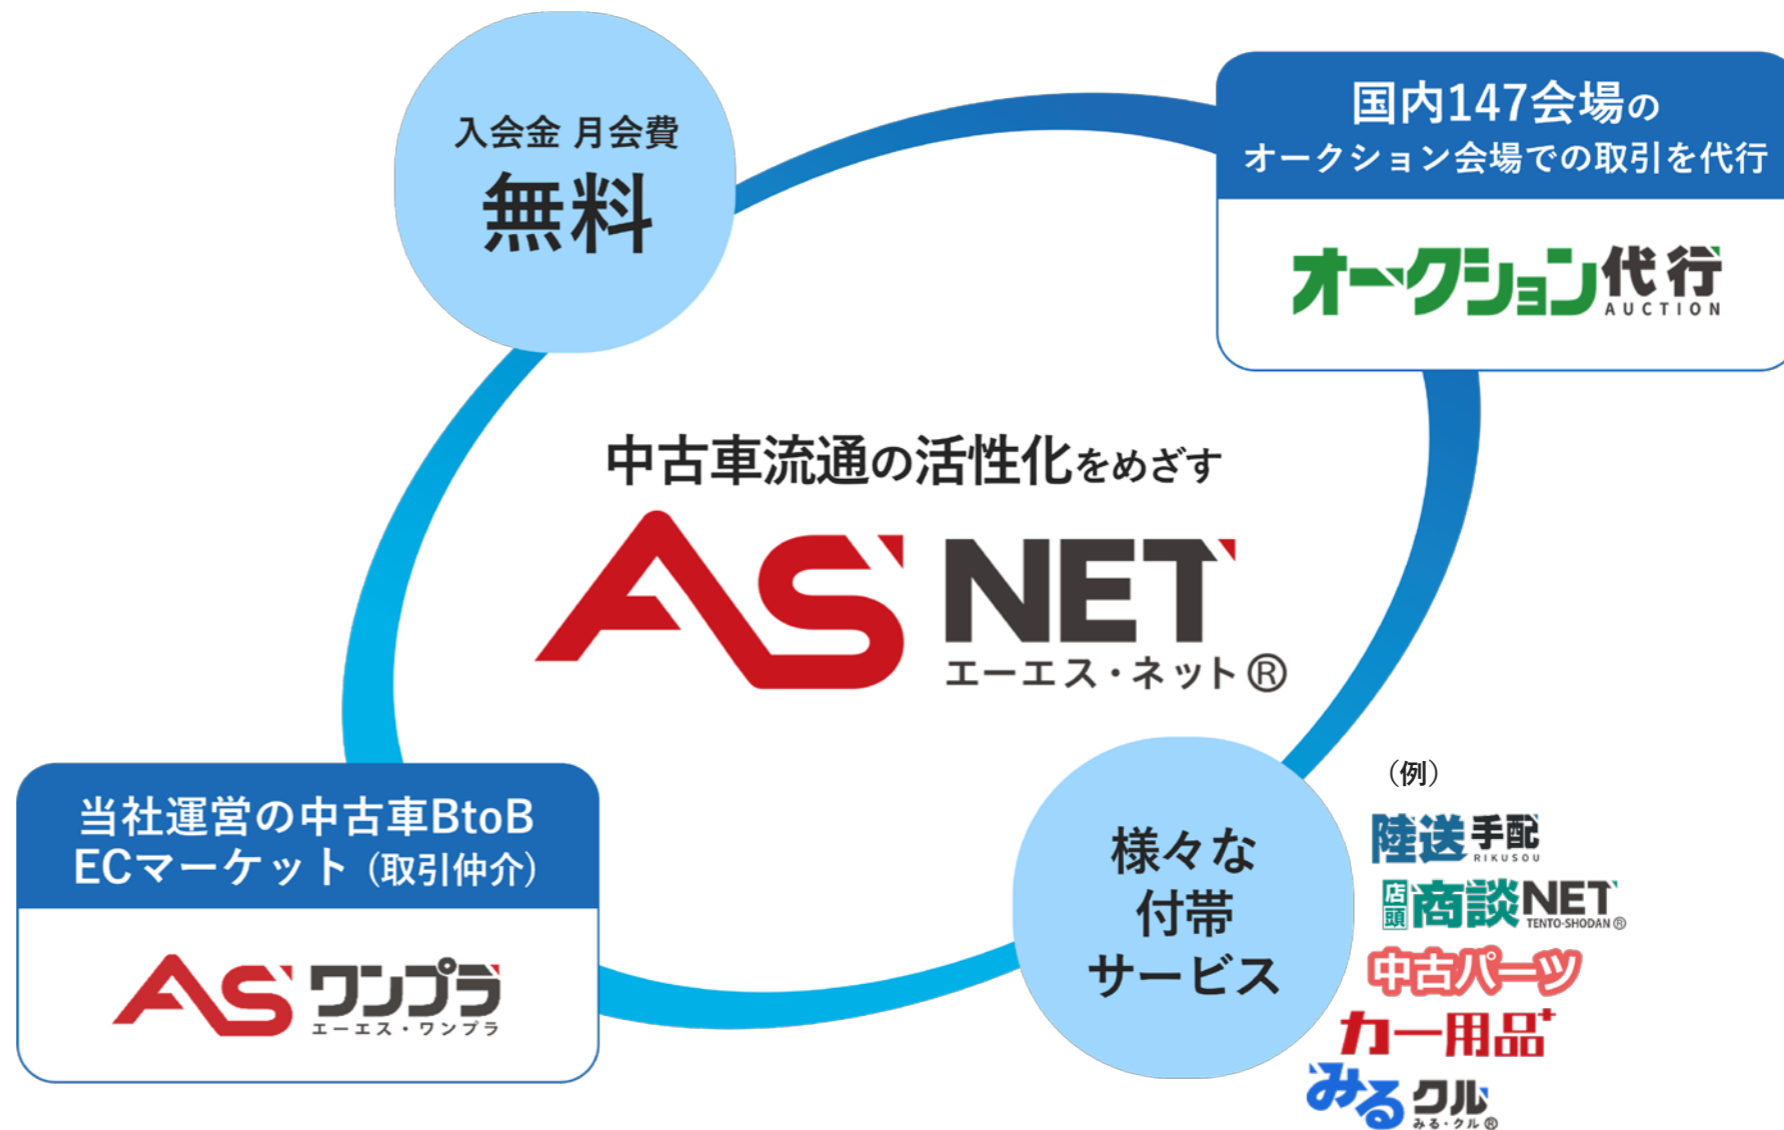 入会金 月会費
無料
国内147会場の
オークション会場での取引を代行
オークション代行
AUCTION
中古車流通の活性化をめざす
AS NET
エーエス・ネット®
当社運営の中古車BtoB
ECマーケット（取引仲介）
AS ワンプラ
エーエス・ワンプラ
様々な
付帯
サービス
（例）
陸送手配
RIKUSOU
店頭商談NET
TENTO-SHODAN®
中古パーツ
カー用品+
みるクル
みる・クル®